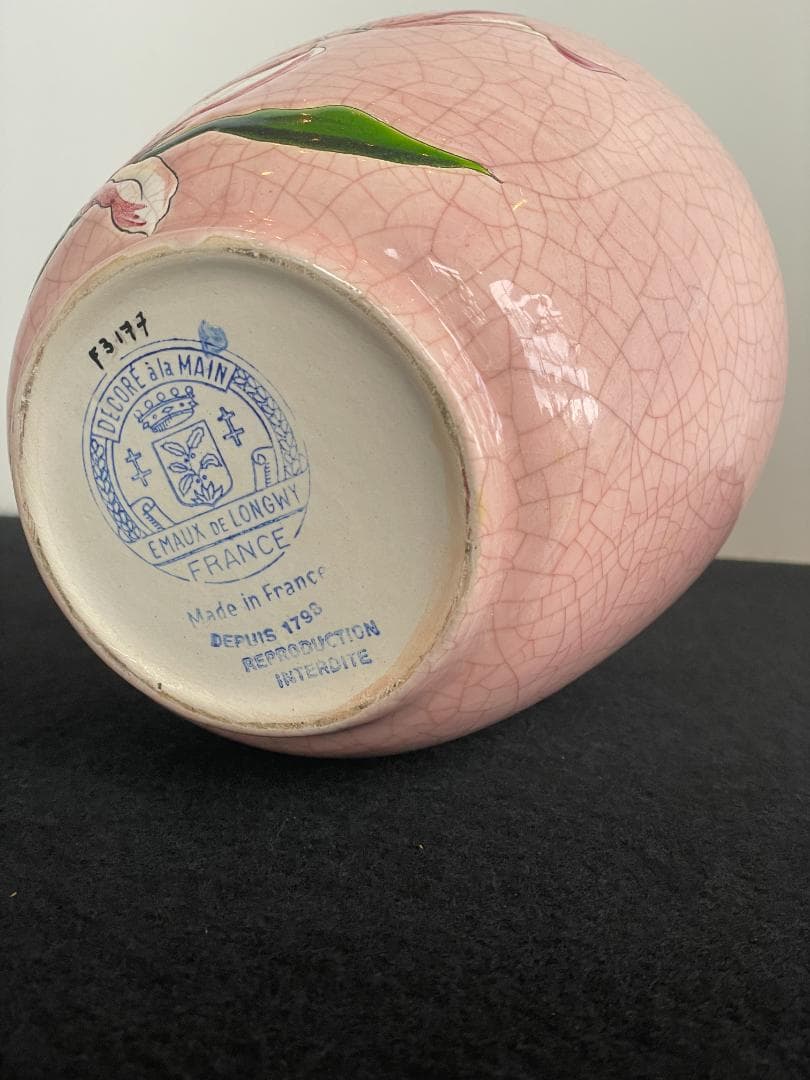 F3177
DECORÉ à la MAIN
EMAUX DE LONGWY
FRANCE
Made in France
DEPUIS 1798
REPRODUCTION
INTERDITE